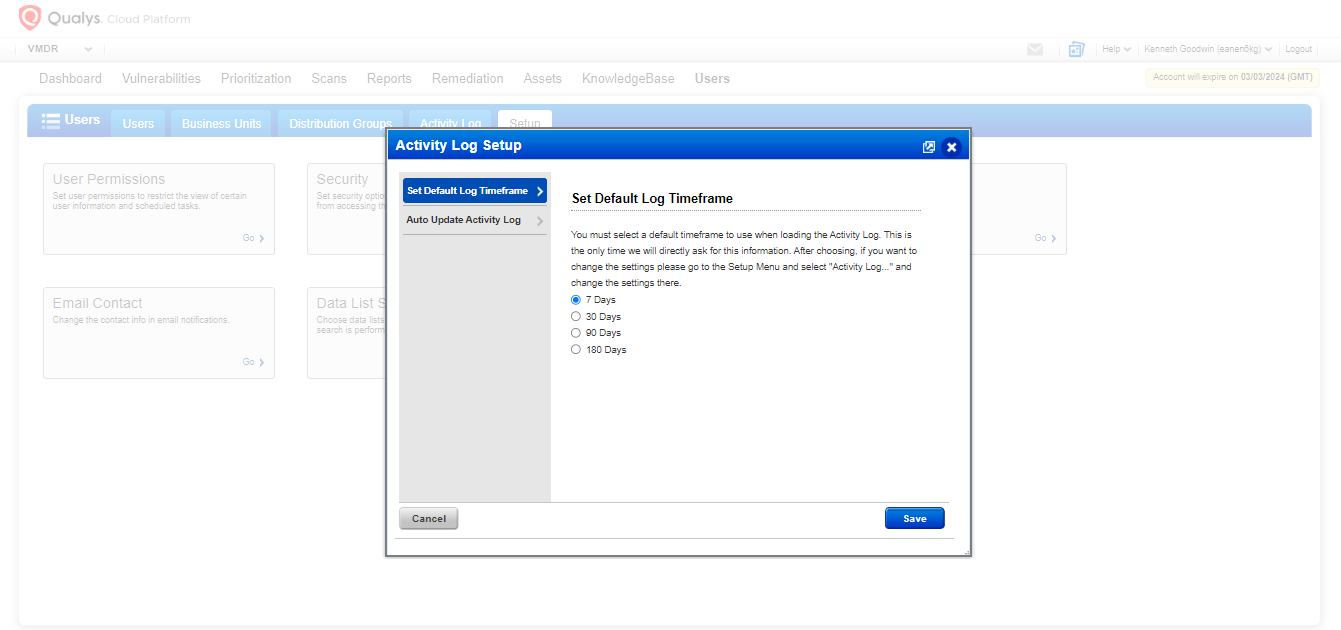 Qualys. Cloud Platform
VMDR
Help
Kenneth Goodwin (eanen6kg)
Logout
Dashboard
Vulnerabilities
Prioritization
Scans
Reports
Remediation
Assets
KnowledgeBase
Users
Account will expire on 03/03/2024 (GMT)
Users
Users
Business Units
Distribution Groups
Activity Log
Setup
User Permissions
Set user permissions to restrict the view of certain
user information and scheduled tasks.
Go
Security
Set security optio
from accessing th
Go
Email Contact
Change the contact info in email notifications.
Go
Data List S
Choose data lists
search is perform
Activity Log Setup
Set Default Log Timeframe
Auto Update Activity Log
Set Default Log Timeframe
You must select a default timeframe to use when loading the Activity Log. This is
the only time we will directly ask for this information. After choosing, if you want to
change the settings please go to the Setup Menu and select "Activity Log..." and
change the settings there.
7 Days
30 Days
90 Days
180 Days
Cancel
Save